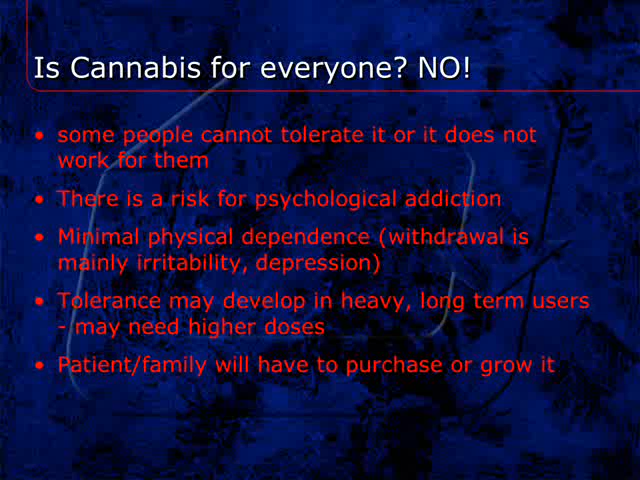 Is Cannabis for everyone? NO!
• some people cannot tolerate it or it does not
work for them
• There is a risk for psychological addiction
• Minimal physical dependence (withdrawal is
mainly irritability, depression)
• Tolerance may develop in heavy, long term users
- may need higher doses
• Patient/family will have to purchase or grow it